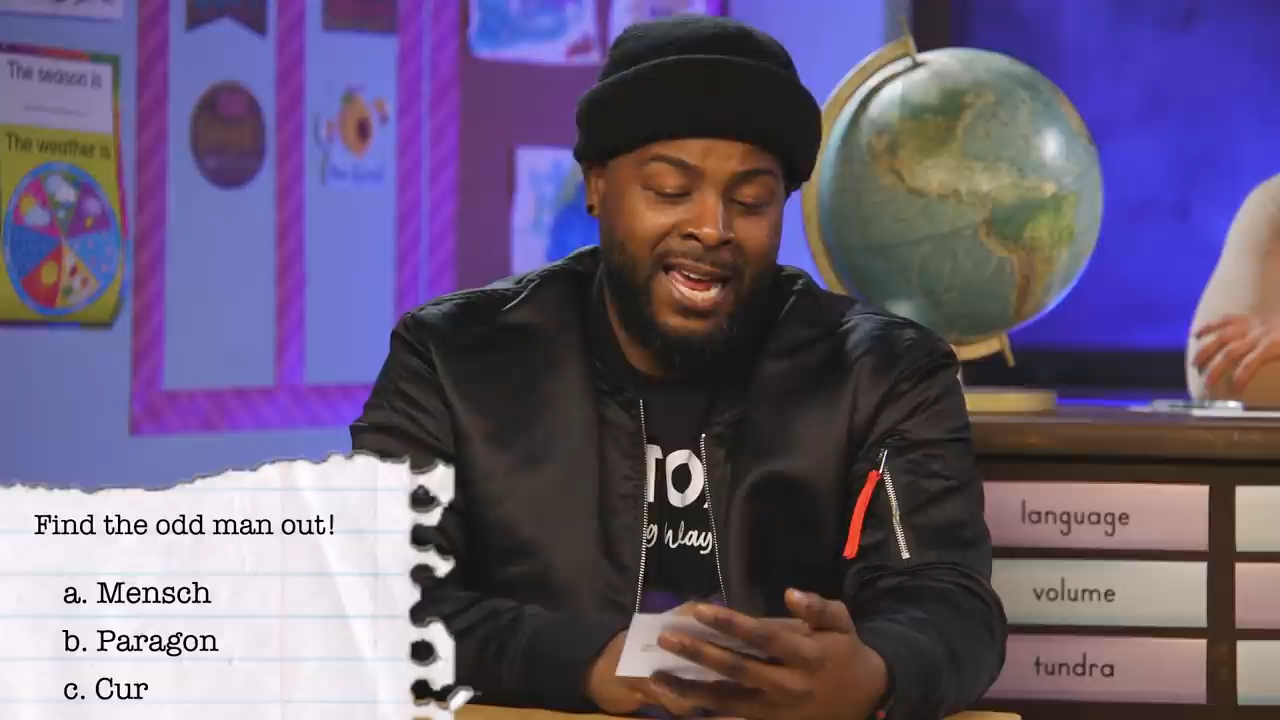 The season is
The weather is
Find the odd man out!
a. Mensch
b. Paragon
c. Cur
language
volume
tundra